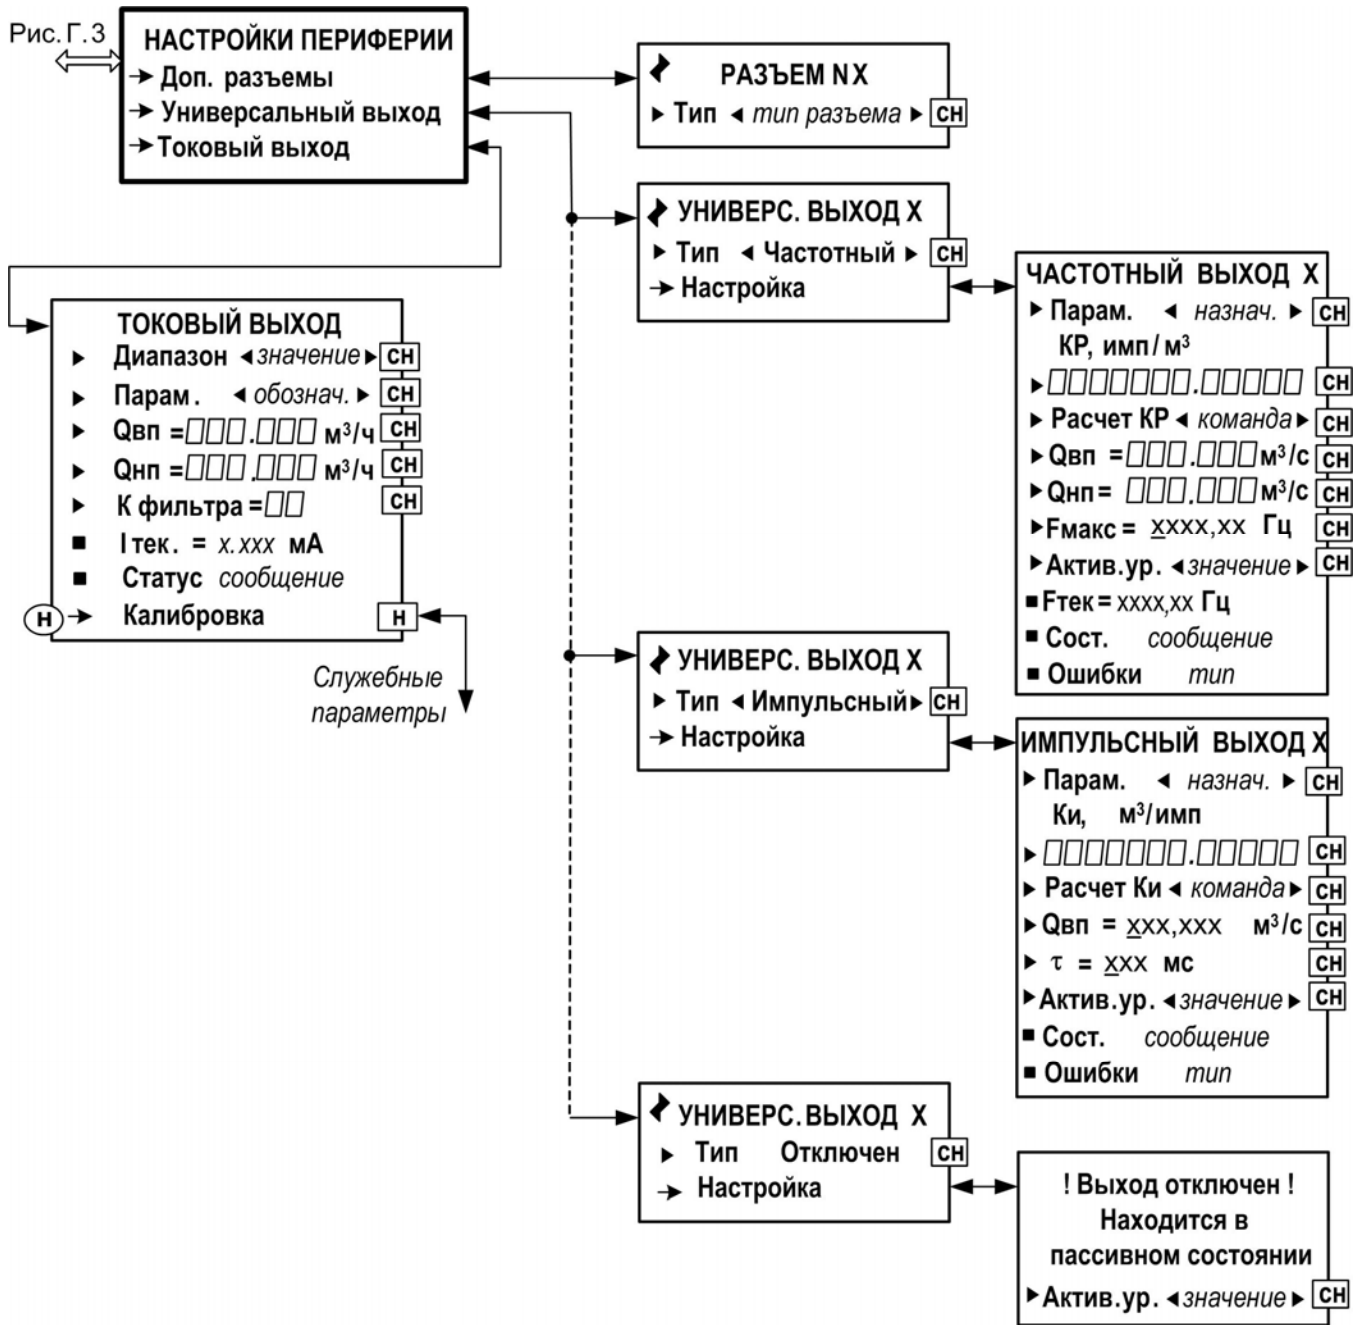 Рис. Г.3
НАСТРОЙКИ ПЕРИФЕРИИ
Доп. разъемы
Универсальный выход
Токовый выход
РАЗЪЕМ N X
Тип ◄ тип разъема ► СН
УНИВЕРС. ВЫХОД X
Тип ◄ Частотный ► СН
Настройка
ЧАСТОТНЫЙ ВЫХОД X
Парам. ◄ назнач. ► СН
КР, имп/м³
□□□□□□□.□□□□□ СН
Расчет КР ◄ команда ► СН
Qвп =□□□.□□□ м³/с СН
Qнп= □□□.□□□ м³/с СН
Fмакс= xxxx,xx Гц СН
Актив.ур. ◄значение► СН
Fтек=xxxx,xx Гц
Сост. сообщение
Ошибки тип
ТОКОВЫЙ ВЫХОД
Диапазон ◄значение► СН
Парам. ◄ обознач. ► СН
Qвп =□□□.□□□ м³/ч СН
Qнп =□□□.□□□ м³/ч СН
К фильтра =□□ СН
I тек. = x.xxx мА
Статус сообщение
Н Калибровка Н
Служебные
параметры
УНИВЕРС. ВЫХОД X
Тип ◄ Импульсный► СН
Настройка
ИМПУЛЬСНЫЙ ВЫХОД X
Парам. ◄ назнач. ► СН
Ки, м³/имп
□□□□□□□.□□□□□ СН
Расчет Ки ◄ команда ► СН
Qвп = xxx,xxx м³/с СН
τ = xxx мс СН
Актив.ур. ◄значение► СН
Сост. сообщение
Ошибки тип
УНИВЕРС. ВЫХОД X
Тип Отключен СН
Настройка
! Выход отключен !
Находится в
пассивном состоянии
Актив.ур. ◄значение► СН